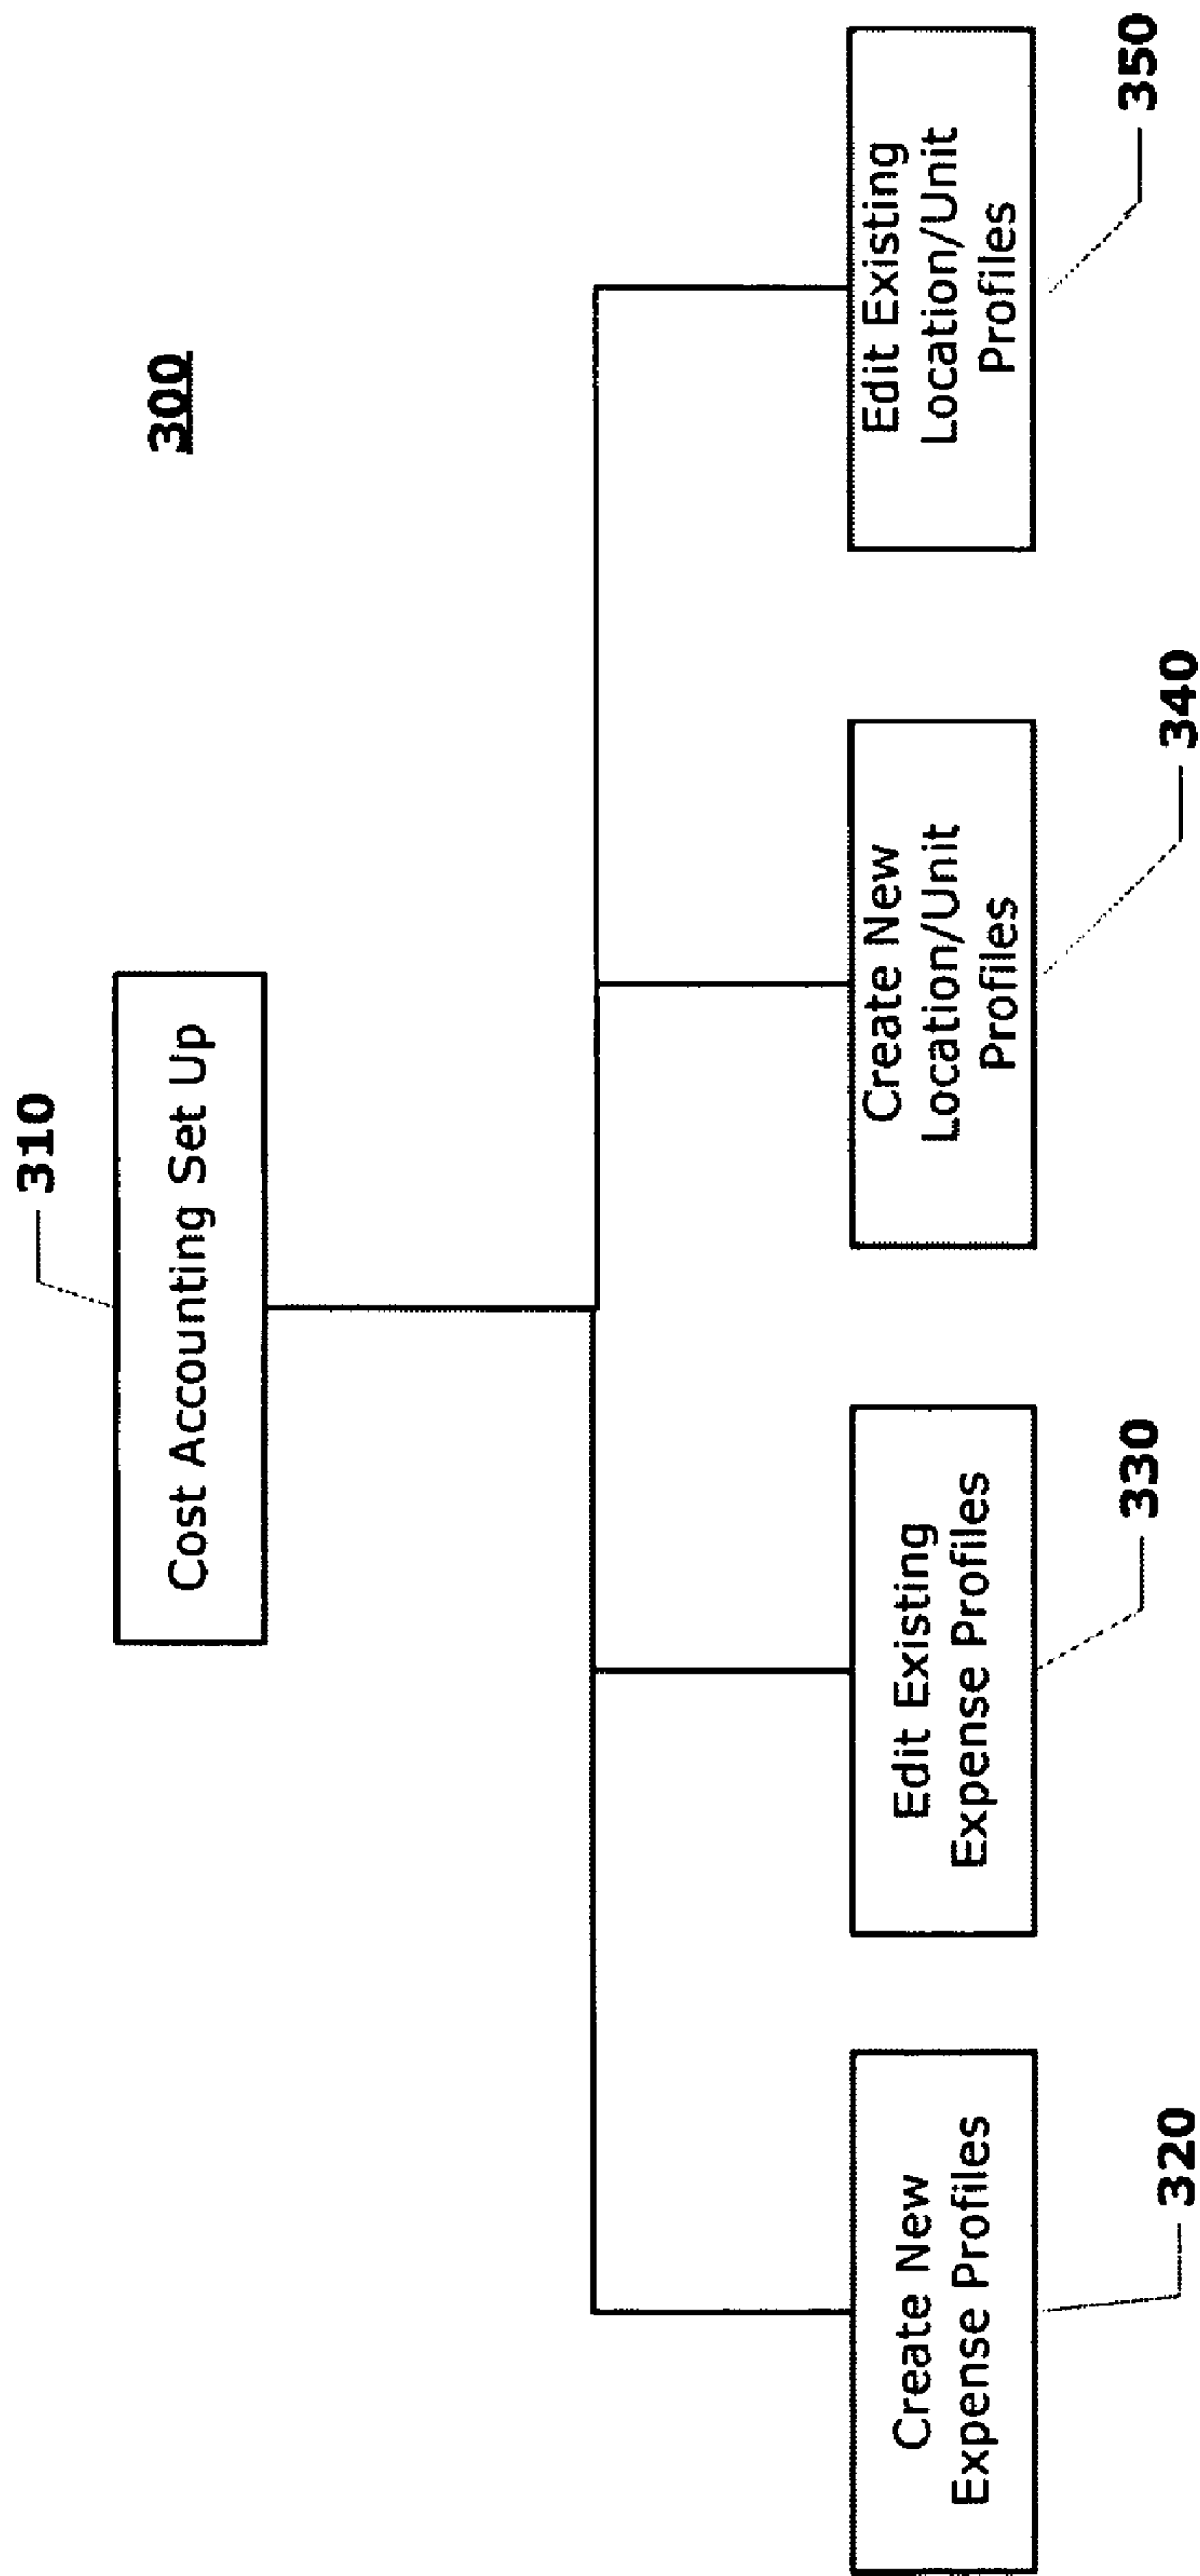 300
310
Cost Accounting Set Up
Create New
Expense Profiles
320
Edit Existing
Expense Profiles
330
Create New
Location/Unit
Profiles
340
Edit Existing
Location/Unit
Profiles
350